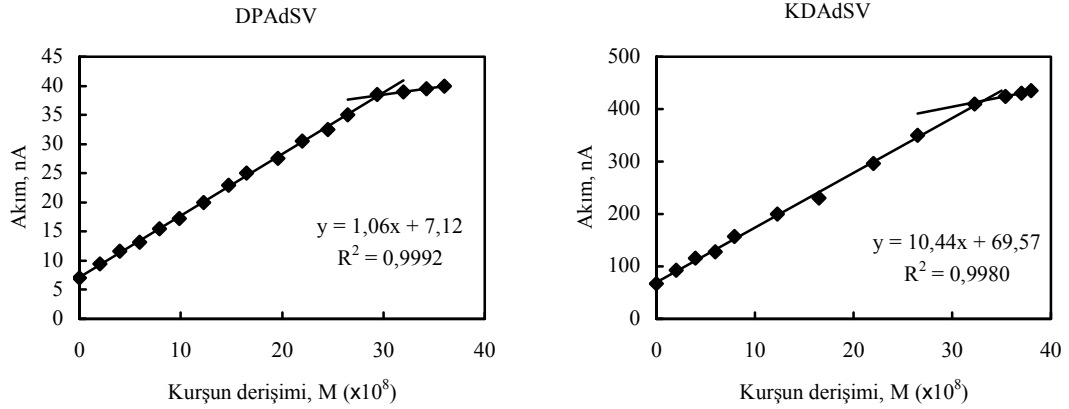 DPAdSV
45
40
35
30
25
20
15
10
5
0
Akım, nA
y = 1,06x + 7,12
R² = 0,9992
0 10 20 30 40
Kurşun derişimi, M (x10⁸)
KDAdSV
500
400
300
200
100
0
Akım, nA
y = 10,44x + 69,57
R² = 0,9980
0 10 20 30 40
Kurşun derişimi, M (x10⁸)